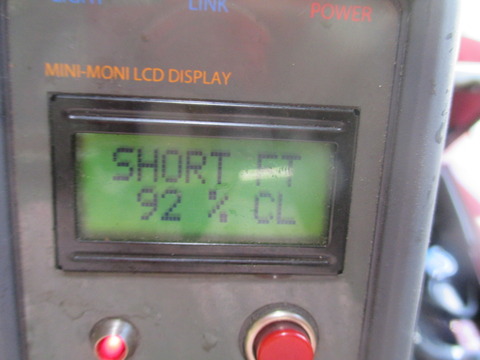 LINK
POWER
MINI-MONI LCD DISPLAY
SHORT FT
92 % CL